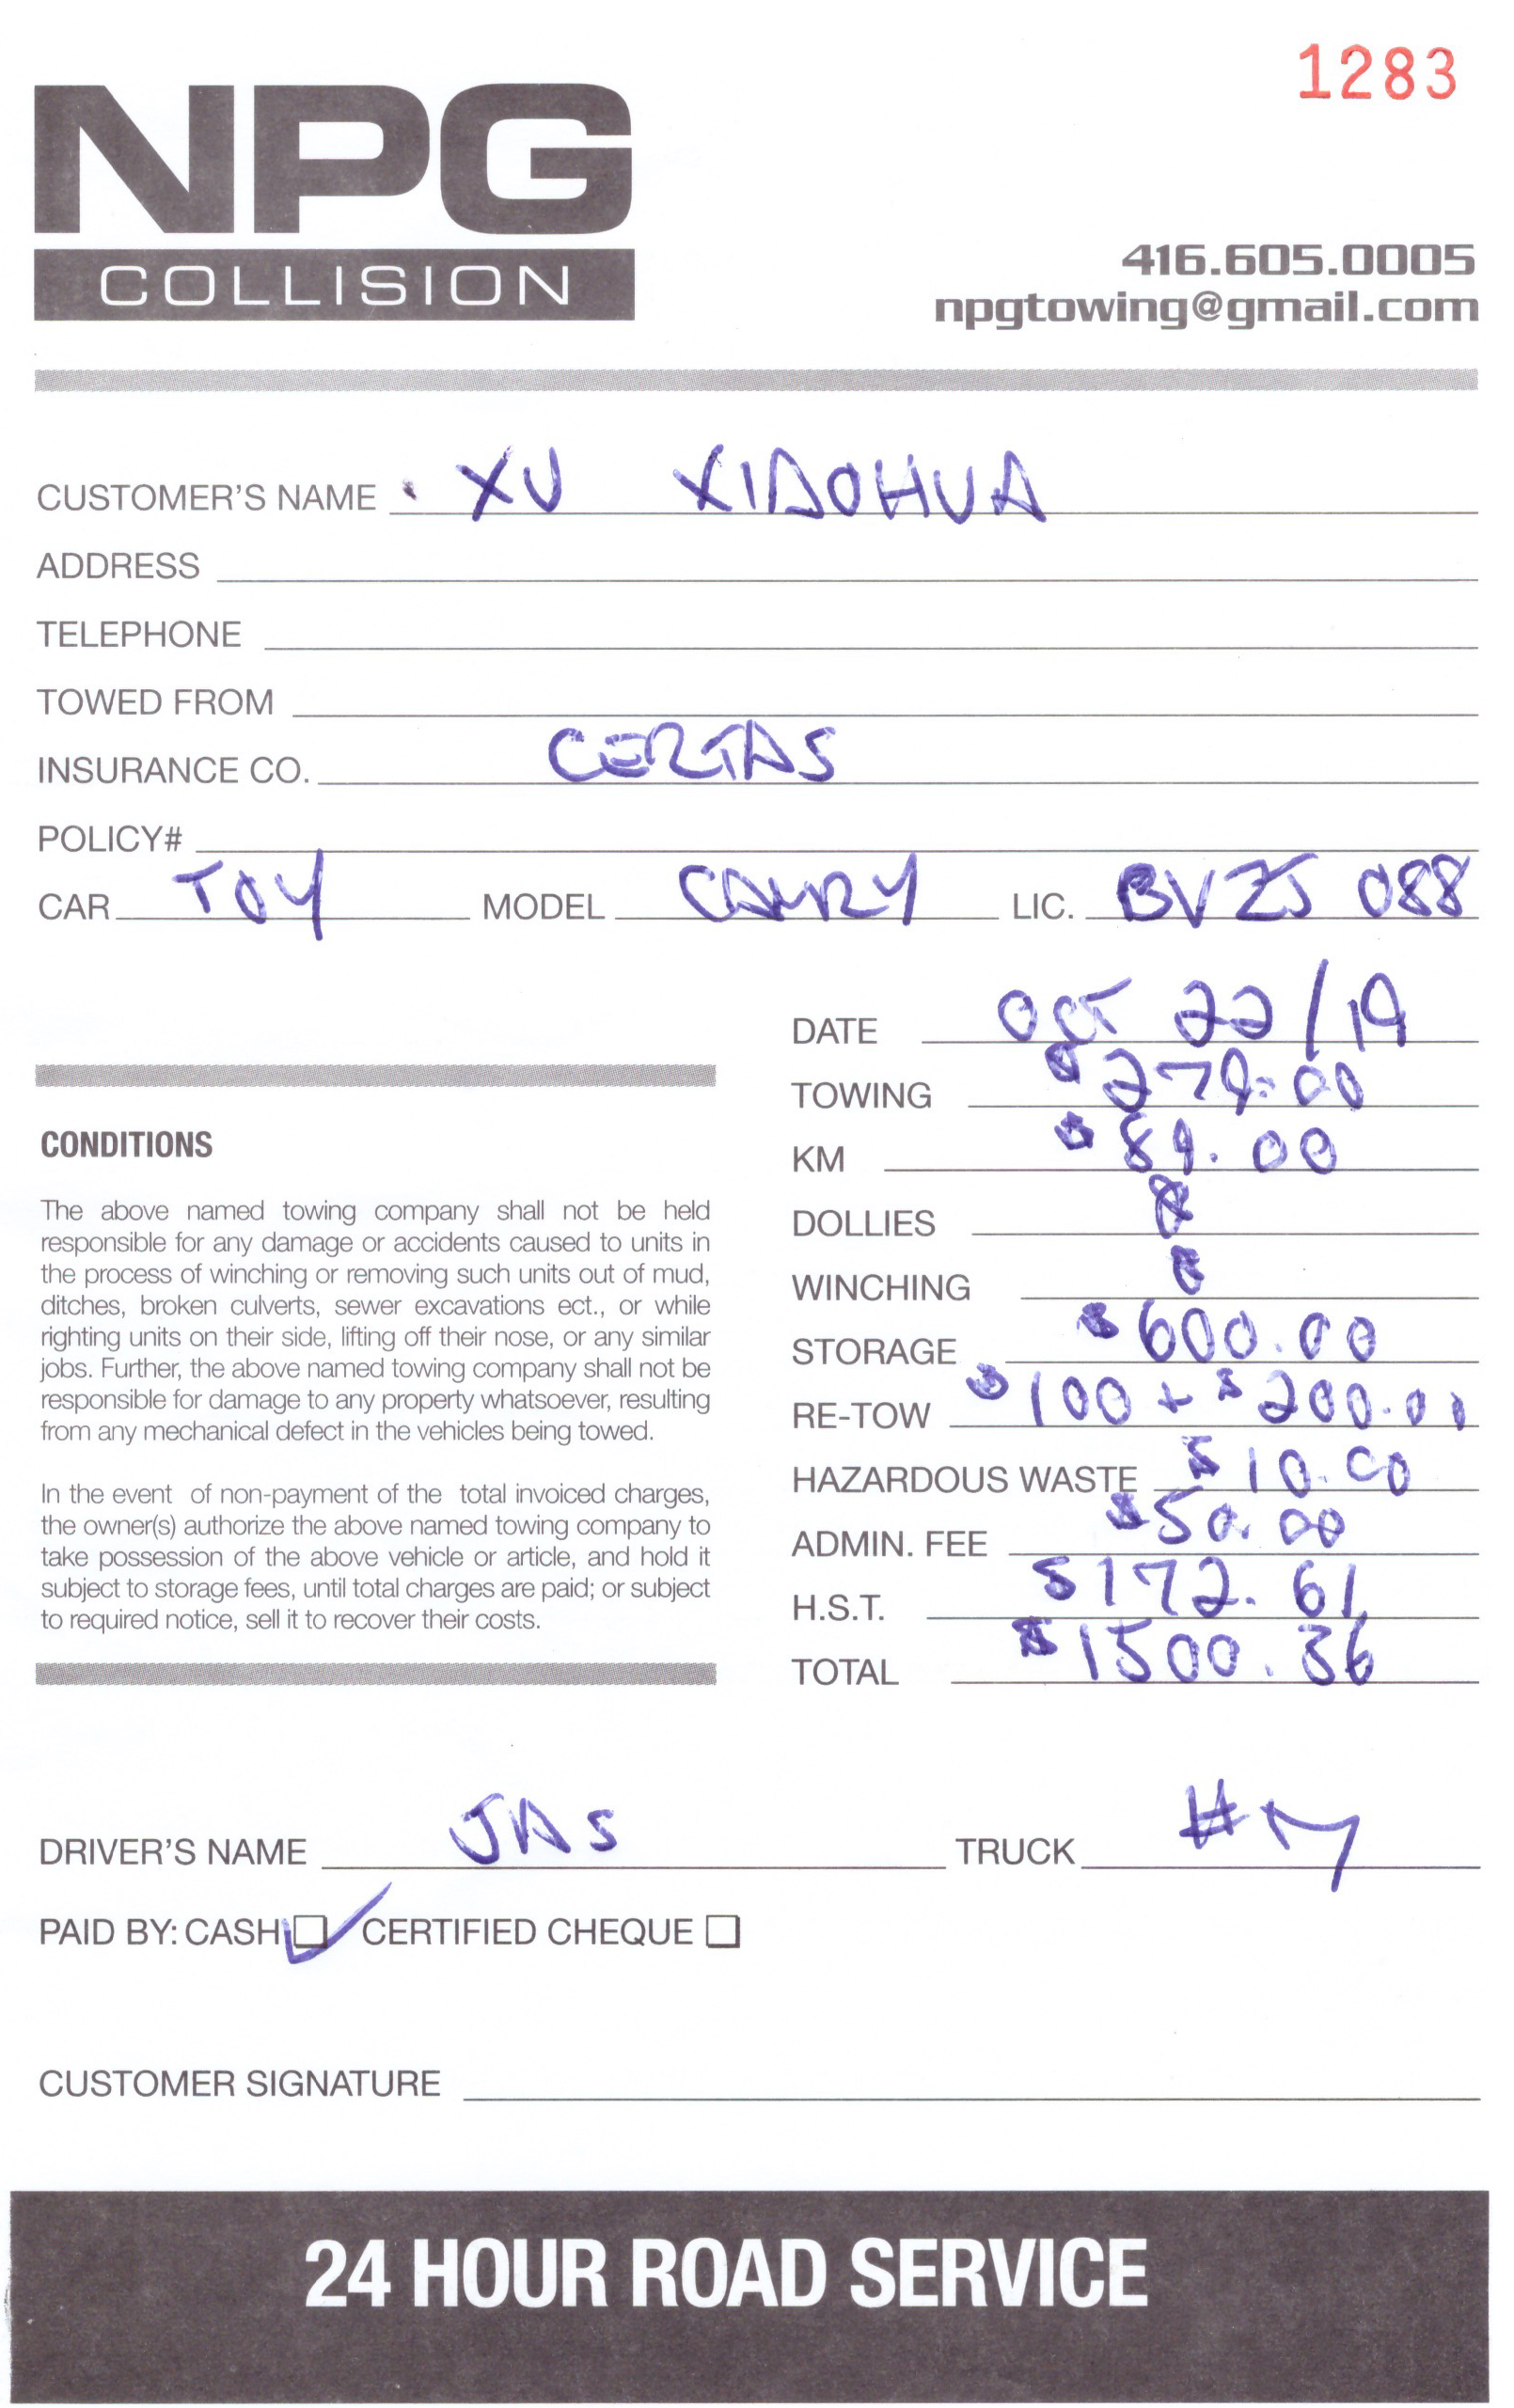 1283
NPG
COLLISION
416.605.0005
npgtowing@gmail.com
CUSTOMER'S NAME XU XIAOHUA
ADDRESS
TELEPHONE
TOWED FROM
INSURANCE CO. CERTAS
POLICY#
CAR TOY MODEL CAMRY LIC. BVZJ 088
DATE OCT 22/19
TOWING $279.00
KM $89.00
DOLLIES
WINCHING
STORAGE $600.00
RE-TOW $100 + $200.00
HAZARDOUS WASTE $10.00
ADMIN. FEE $50.00
H.S.T. $172.61
TOTAL $1500.36
CONDITIONS
The above named towing company shall not be held
responsible for any damage or accidents caused to units in
the process of winching or removing such units out of mud,
ditches, broken culverts, sewer excavations ect., or while
righting units on their side, lifting off their nose, or any similar
jobs. Further, the above named towing company shall not be
responsible for damage to any property whatsoever, resulting
from any mechanical defect in the vehicles being towed.
In the event of non-payment of the total invoiced charges,
the owner(s) authorize the above named towing company to
take possession of the above vehicle or article, and hold it
subject to storage fees, until total charges are paid; or subject
to required notice, sell it to recover their costs.
DRIVER'S NAME JAS TRUCK #7
PAID BY: CASH ☑ CERTIFIED CHEQUE ☐
CUSTOMER SIGNATURE
24 HOUR ROAD SERVICE